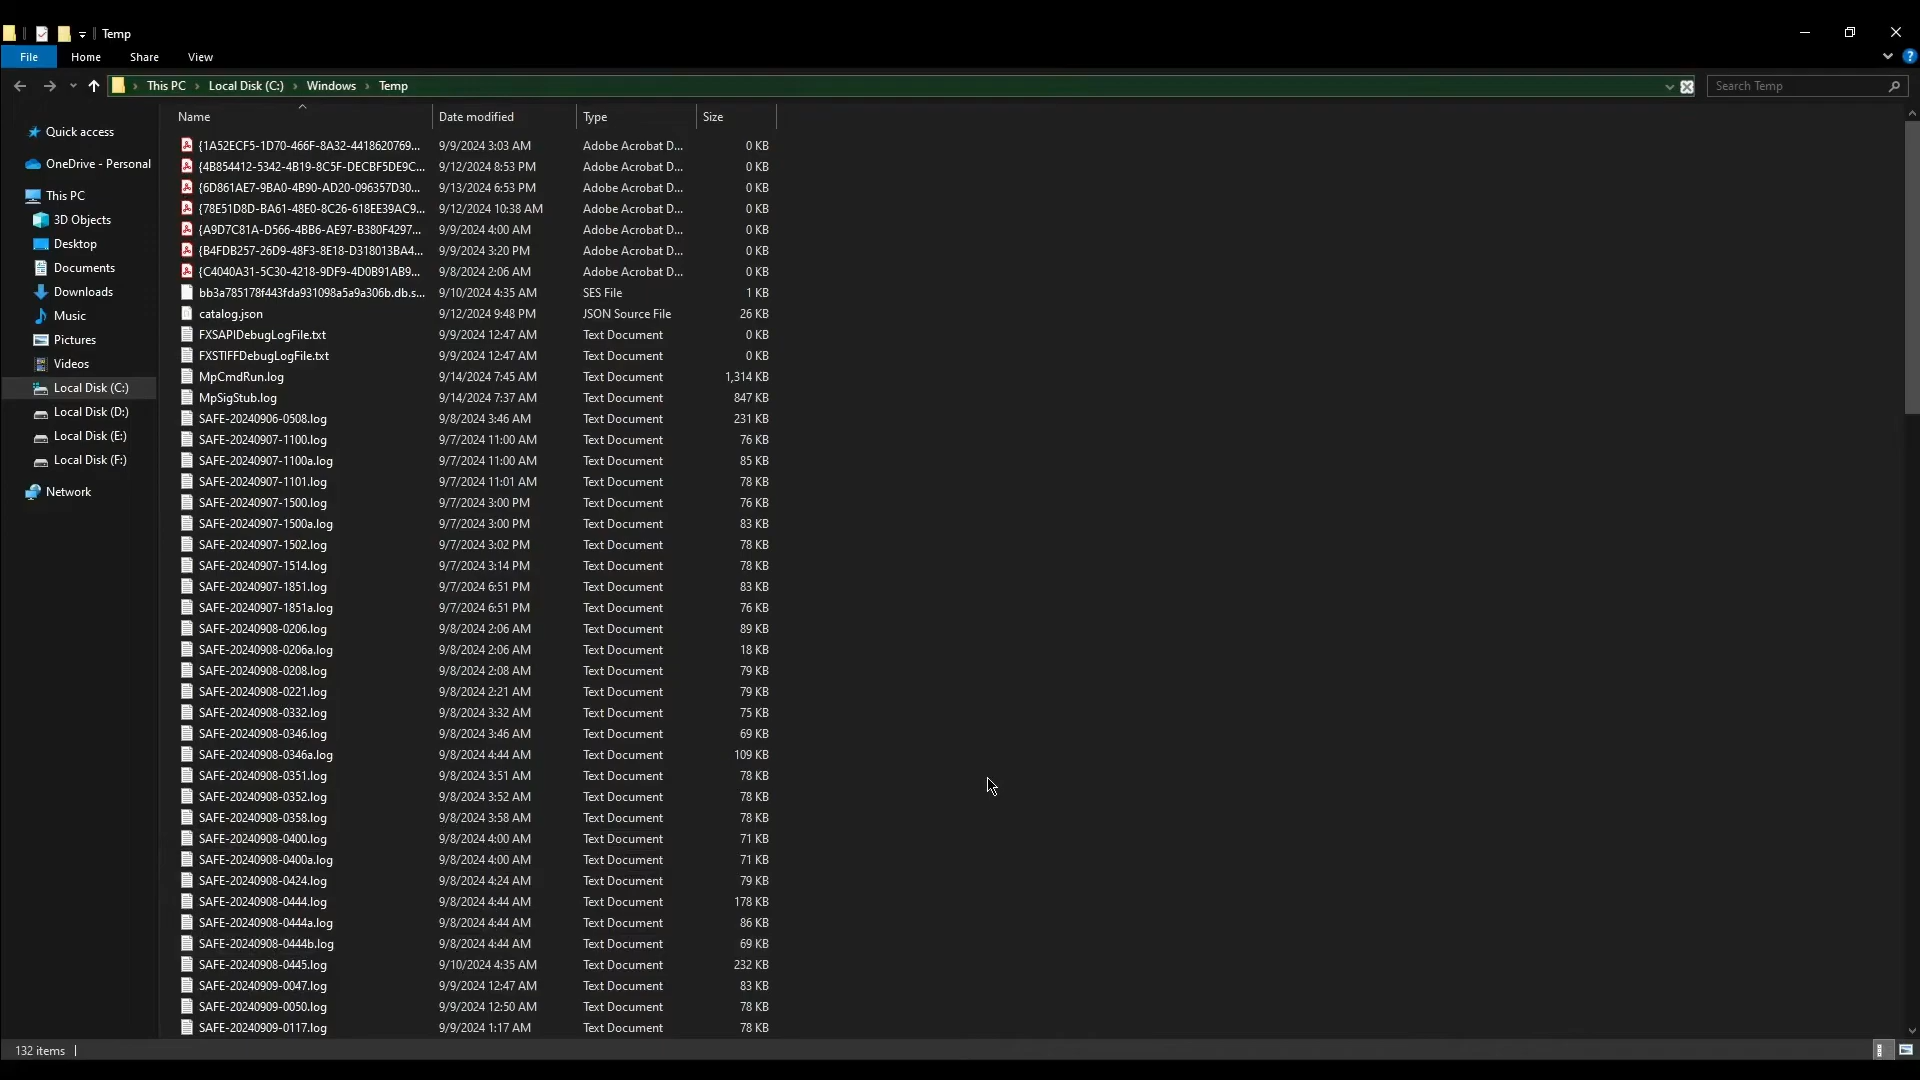 Temp
File Home Share View
This PC Local Disk (C:) Windows Temp
Search Temp
Quick access
OneDrive - Personal
This PC
3D Objects
Desktop
Documents
Downloads
Music
Pictures
Videos
Local Disk (C:)
Local Disk (D:)
Local Disk (E:)
Local Disk (F:)
Network
Name Date modified Type Size
{1A52ECF5-1D70-466F-8A32-4418620769... 9/9/2024 3:03 AM Adobe Acrobat D... 0 KB
{4B854412-5342-4B19-8C5F-DECBF5DE9C... 9/12/2024 8:53 PM Adobe Acrobat D... 0 KB
{6D861AE7-9BA0-4B90-AD20-096357D30... 9/13/2024 6:53 PM Adobe Acrobat D... 0 KB
{78E51D8D-BA61-48E0-8C26-618EE39AC9... 9/12/2024 10:38 AM Adobe Acrobat D... 0 KB
{A9D7C81A-D566-4BB6-AE97-B380F4297... 9/9/2024 4:00 AM Adobe Acrobat D... 0 KB
{B4FDB257-26D9-48F3-8E18-D318013BA4... 9/9/2024 3:20 PM Adobe Acrobat D... 0 KB
{C4040A31-5C30-4218-9DF9-4D0B91AB9... 9/8/2024 2:06 AM Adobe Acrobat D... 0 KB
bb3a785178f443fda931098a5a9a306b.db.s... 9/10/2024 4:35 AM SES File 1 KB
catalog.json 9/12/2024 9:48 PM JSON Source File 26 KB
FXSAPIDebugLogFile.txt 9/9/2024 12:47 AM Text Document 0 KB
FXSTIFFDebugLogFile.txt 9/9/2024 12:47 AM Text Document 0 KB
MpCmdRun.log 9/14/2024 7:45 AM Text Document 1,314 KB
MpSigStub.log 9/14/2024 7:37 AM Text Document 847 KB
SAFE-20240906-0508.log 9/8/2024 3:46 AM Text Document 231 KB
SAFE-20240907-1100.log 9/7/2024 11:00 AM Text Document 76 KB
SAFE-20240907-1100a.log 9/7/2024 11:00 AM Text Document 85 KB
SAFE-20240907-1101.log 9/7/2024 11:01 AM Text Document 78 KB
SAFE-20240907-1500.log 9/7/2024 3:00 PM Text Document 76 KB
SAFE-20240907-1500a.log 9/7/2024 3:00 PM Text Document 83 KB
SAFE-20240907-1502.log 9/7/2024 3:02 PM Text Document 78 KB
SAFE-20240907-1514.log 9/7/2024 3:14 PM Text Document 78 KB
SAFE-20240907-1851.log 9/7/2024 6:51 PM Text Document 83 KB
SAFE-20240907-1851a.log 9/7/2024 6:51 PM Text Document 76 KB
SAFE-20240908-0206.log 9/8/2024 2:06 AM Text Document 89 KB
SAFE-20240908-0206a.log 9/8/2024 2:06 AM Text Document 18 KB
SAFE-20240908-0208.log 9/8/2024 2:08 AM Text Document 79 KB
SAFE-20240908-0221.log 9/8/2024 2:21 AM Text Document 79 KB
SAFE-20240908-0332.log 9/8/2024 3:32 AM Text Document 75 KB
SAFE-20240908-0346.log 9/8/2024 3:46 AM Text Document 69 KB
SAFE-20240908-0346a.log 9/8/2024 4:44 AM Text Document 109 KB
SAFE-20240908-0351.log 9/8/2024 3:51 AM Text Document 78 KB
SAFE-20240908-0352.log 9/8/2024 3:52 AM Text Document 78 KB
SAFE-20240908-0358.log 9/8/2024 3:58 AM Text Document 78 KB
SAFE-20240908-0400.log 9/8/2024 4:00 AM Text Document 71 KB
SAFE-20240908-0400a.log 9/8/2024 4:00 AM Text Document 71 KB
SAFE-20240908-0424.log 9/8/2024 4:24 AM Text Document 79 KB
SAFE-20240908-0444.log 9/8/2024 4:44 AM Text Document 178 KB
SAFE-20240908-0444a.log 9/8/2024 4:44 AM Text Document 86 KB
SAFE-20240908-0444b.log 9/8/2024 4:44 AM Text Document 69 KB
SAFE-20240908-0445.log 9/10/2024 4:35 AM Text Document 232 KB
SAFE-20240909-0047.log 9/9/2024 12:47 AM Text Document 83 KB
SAFE-20240909-0050.log 9/9/2024 12:50 AM Text Document 78 KB
SAFE-20240909-0117.log 9/9/2024 1:17 AM Text Document 78 KB
132 items